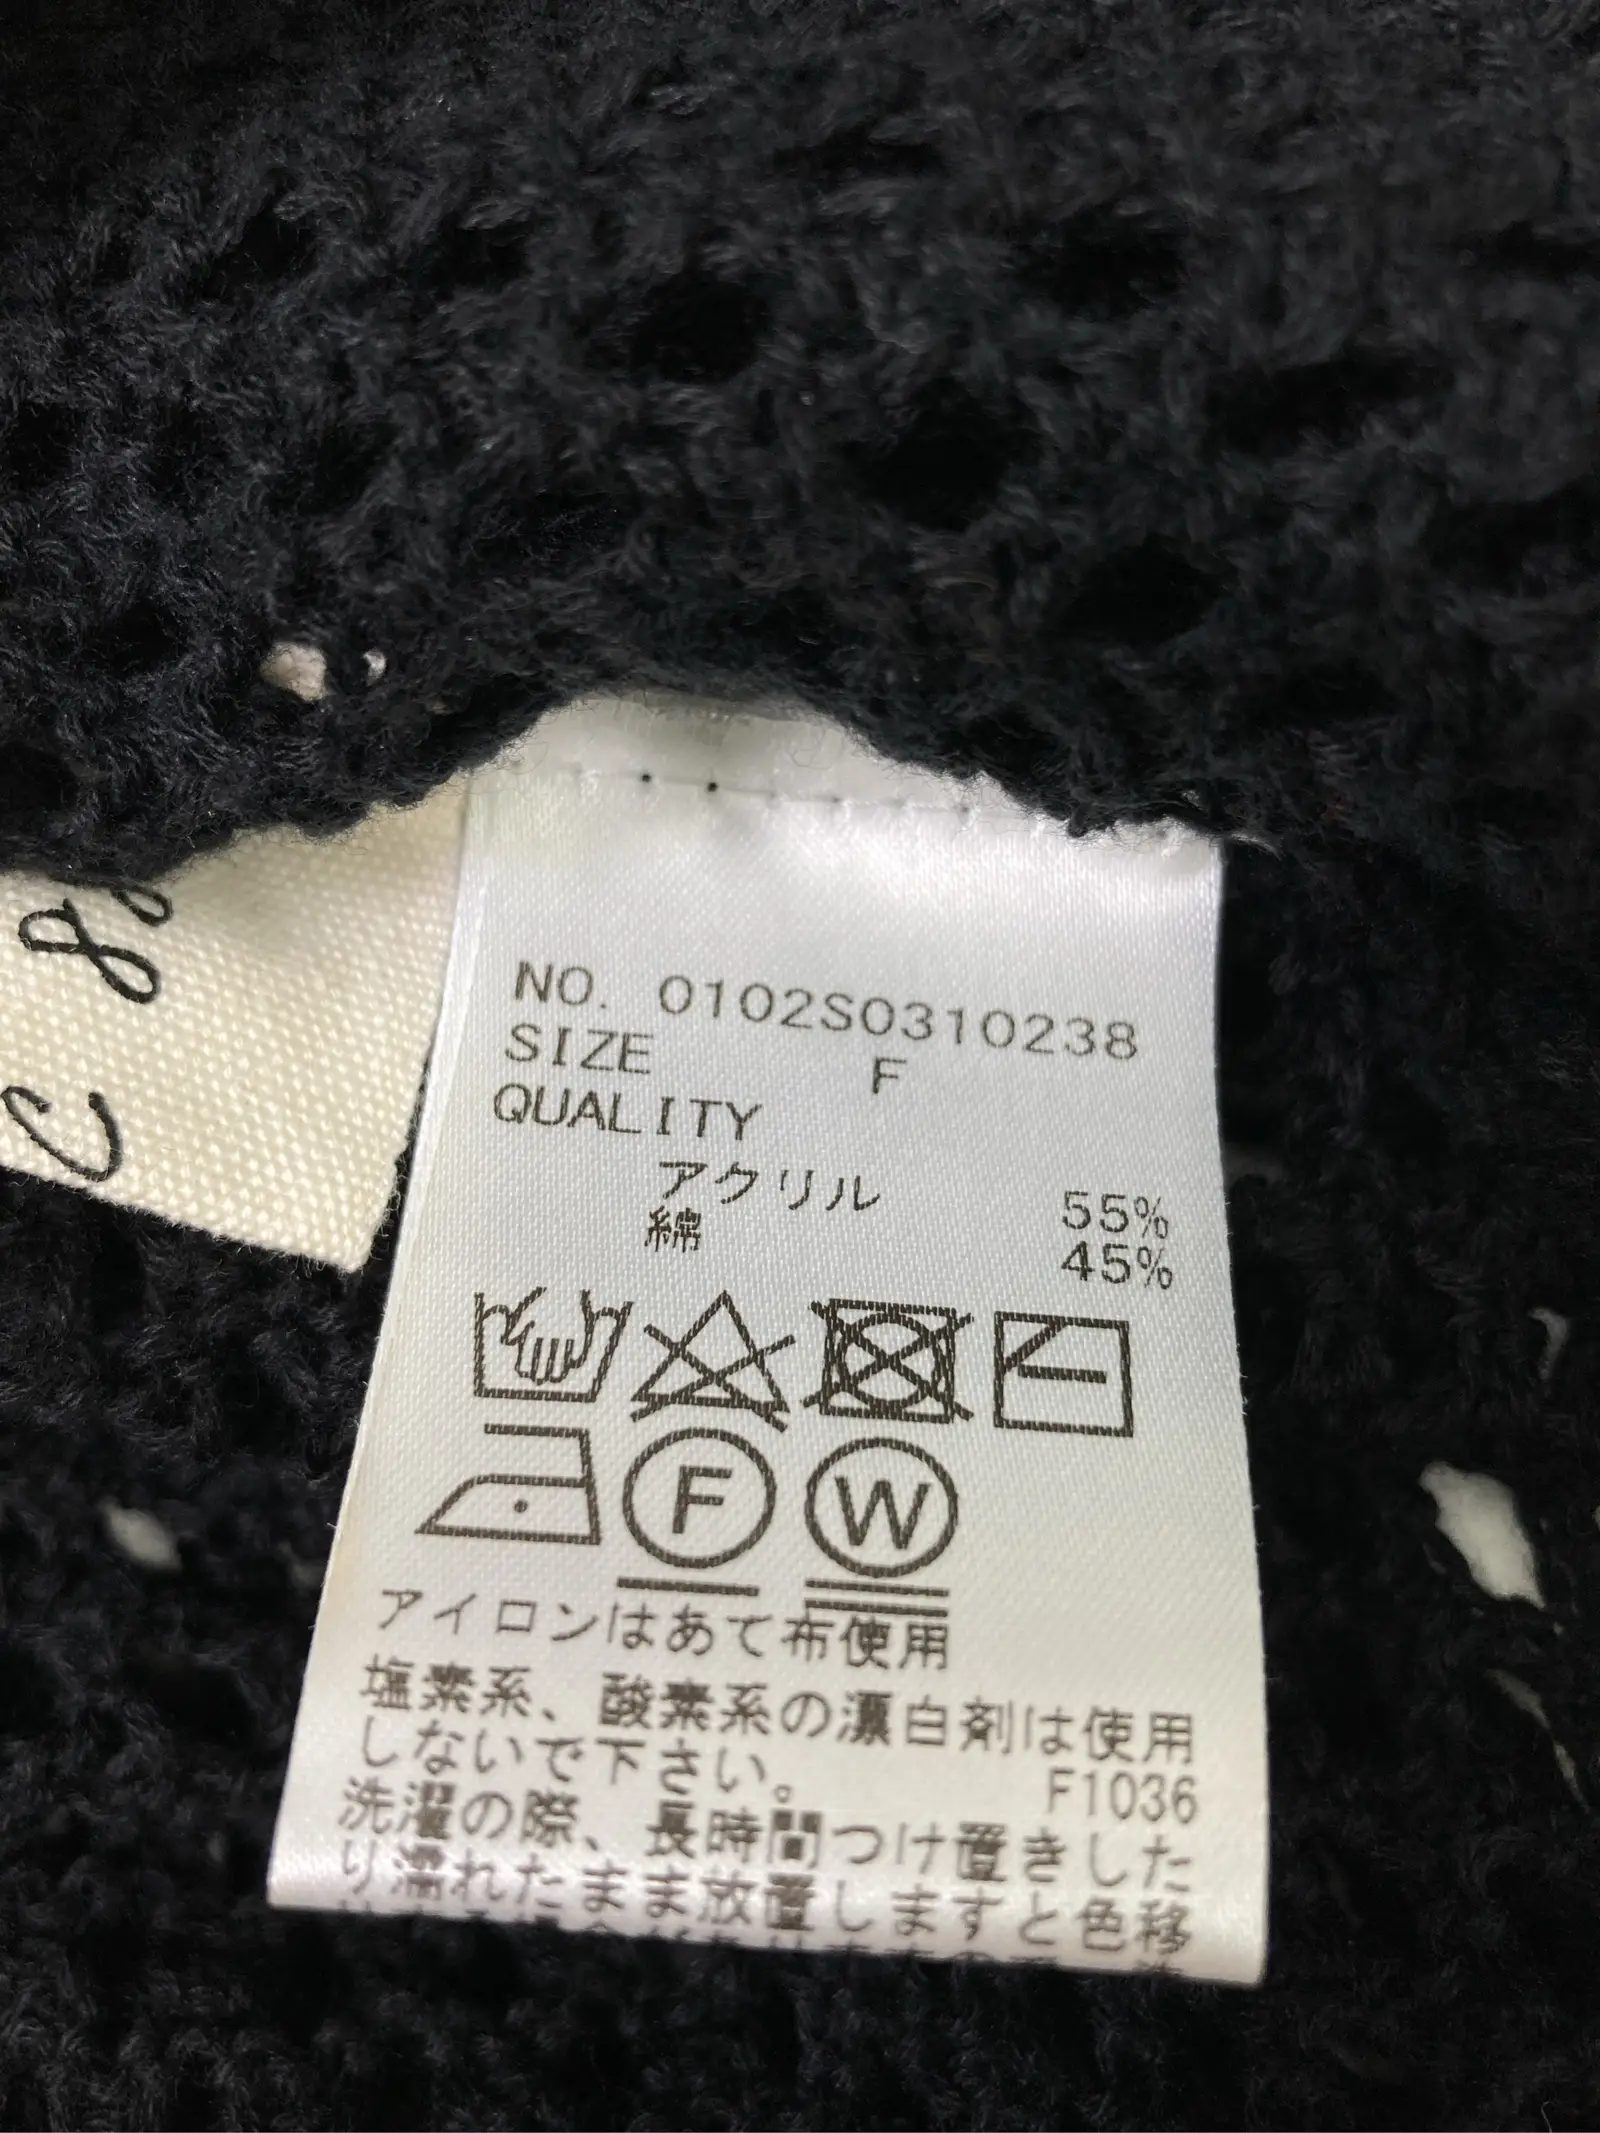 C 8
NO. 0102S0310238
SIZE F
QUALITY
アクリル 55%
綿 45%
F W
アイロンはあて布使用
塩素系、酸素系の漂白剤は使用
しないで下さい。
F1036
洗濯の際、長時間つけ置きした
り濡れたまま放置しますと色移